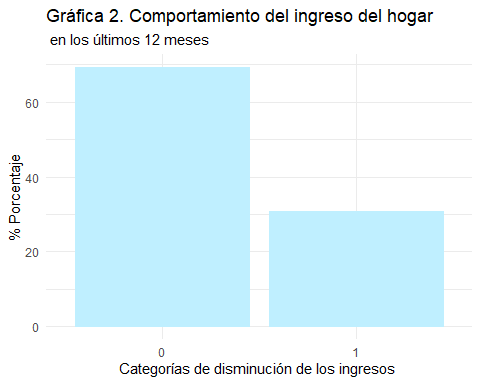 Gráfica 2. Comportamiento del ingreso del hogar
en los últimos 12 meses
% Porcentaje
60
40
20
0
0
1
Categorías de disminución de los ingresos